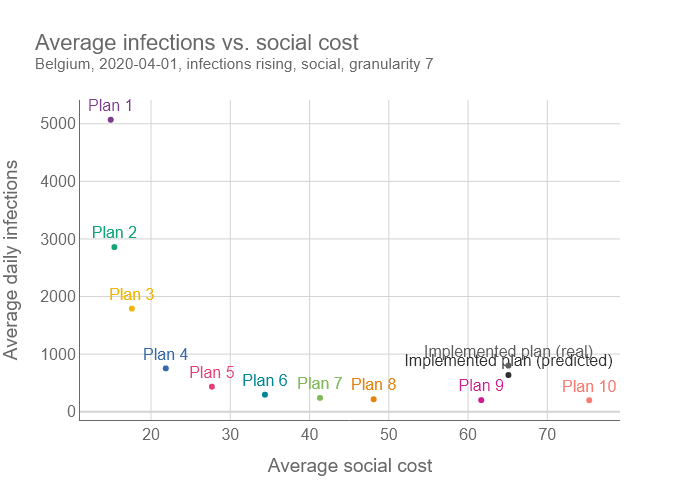 Average infections vs. social cost
Belgium, 2020-04-01, infections rising, social, granularity 7
Average daily infections
5000
4000
3000
2000
1000
0
Plan 1
Plan 2
Plan 3
Plan 4
Plan 5
Plan 6
Plan 7
Plan 8
Implemented plan (real)
Implemented plan (predicted)
Plan 9
Plan 10
20
30
40
50
60
70
Average social cost